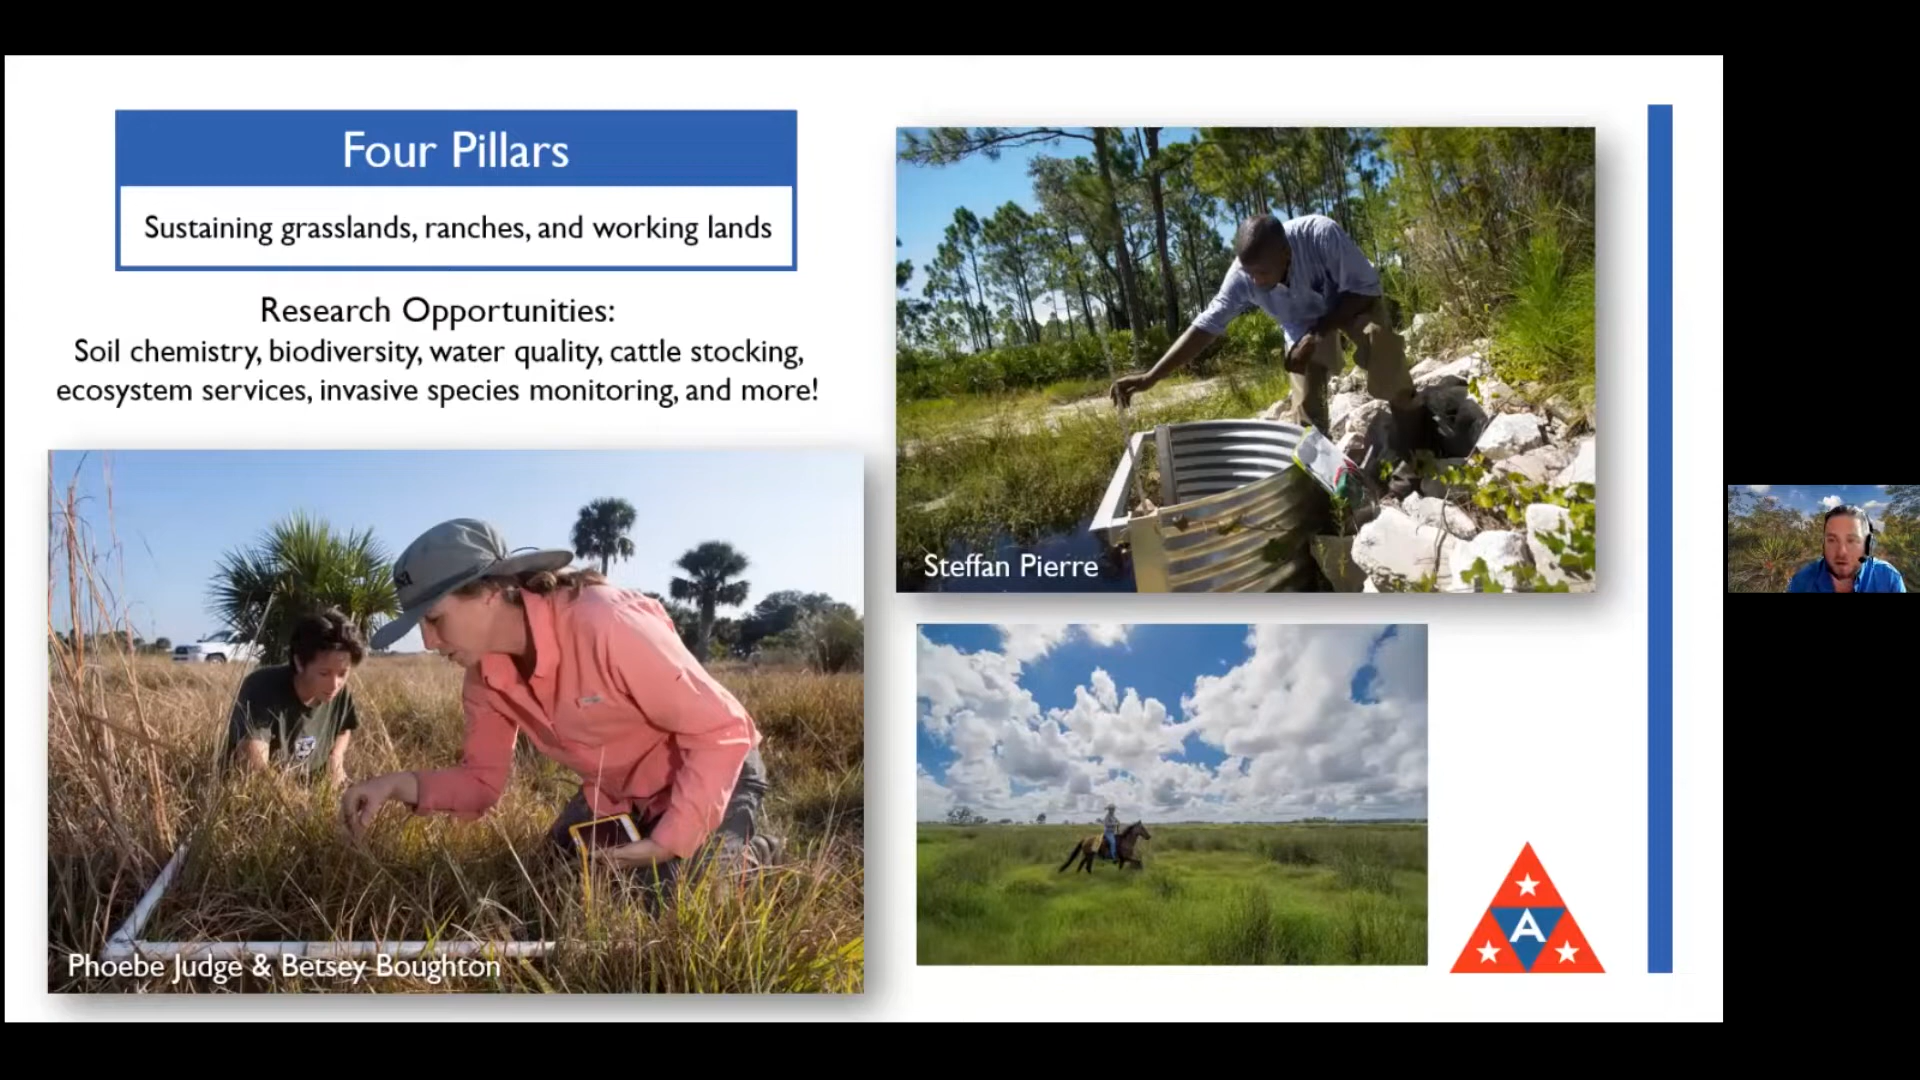 Four Pillars
Sustaining grasslands, ranches, and working lands
Research Opportunities:
Soil chemistry, biodiversity, water quality, cattle stocking,
ecosystem services, invasive species monitoring, and more!
Steffan Pierre
Phoebe Judge & Betsey Boughton
A